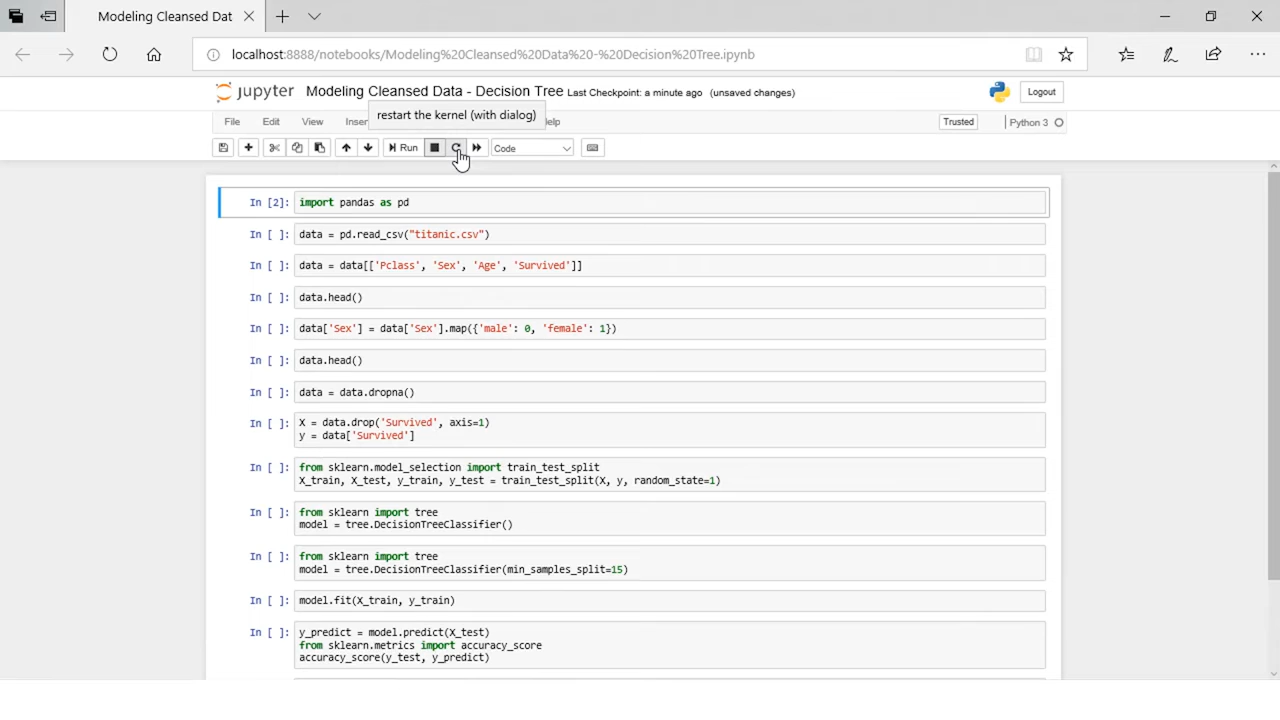 Modeling Cleansed Dat
localhost:8888/notebooks/Modeling%20Cleansed%20Data%20-%20Decision%20Tree.ipynb
jupyter Modeling Cleansed Data - Decision Tree Last Checkpoint: a minute ago (unsaved changes)
Logout
restart the kernel (with dialog)
File Edit View Inser elp
Trusted
Python 3
Run
Code
In [2]: import pandas as pd
In [ ]: data = pd.read_csv("titanic.csv")
In [ ]: data = data[['Pclass', 'Sex', 'Age', 'Survived']]
In [ ]: data.head()
In [ ]: data['Sex'] = data['Sex'].map({'male': 0, 'female': 1})
In [ ]: data.head()
In [ ]: data = data.dropna()
In [ ]: X = data.drop('Survived', axis=1)
y = data['Survived']
In [ ]: from sklearn.model_selection import train_test_split
X_train, X_test, y_train, y_test = train_test_split(X, y, random_state=1)
In [ ]: from sklearn import tree
model = tree.DecisionTreeClassifier()
In [ ]: from sklearn import tree
model = tree.DecisionTreeClassifier(min_samples_split=15)
In [ ]: model.fit(X_train, y_train)
In [ ]: y_predict = model.predict(X_test)
from sklearn.metrics import accuracy_score
accuracy_score(y_test, y_predict)